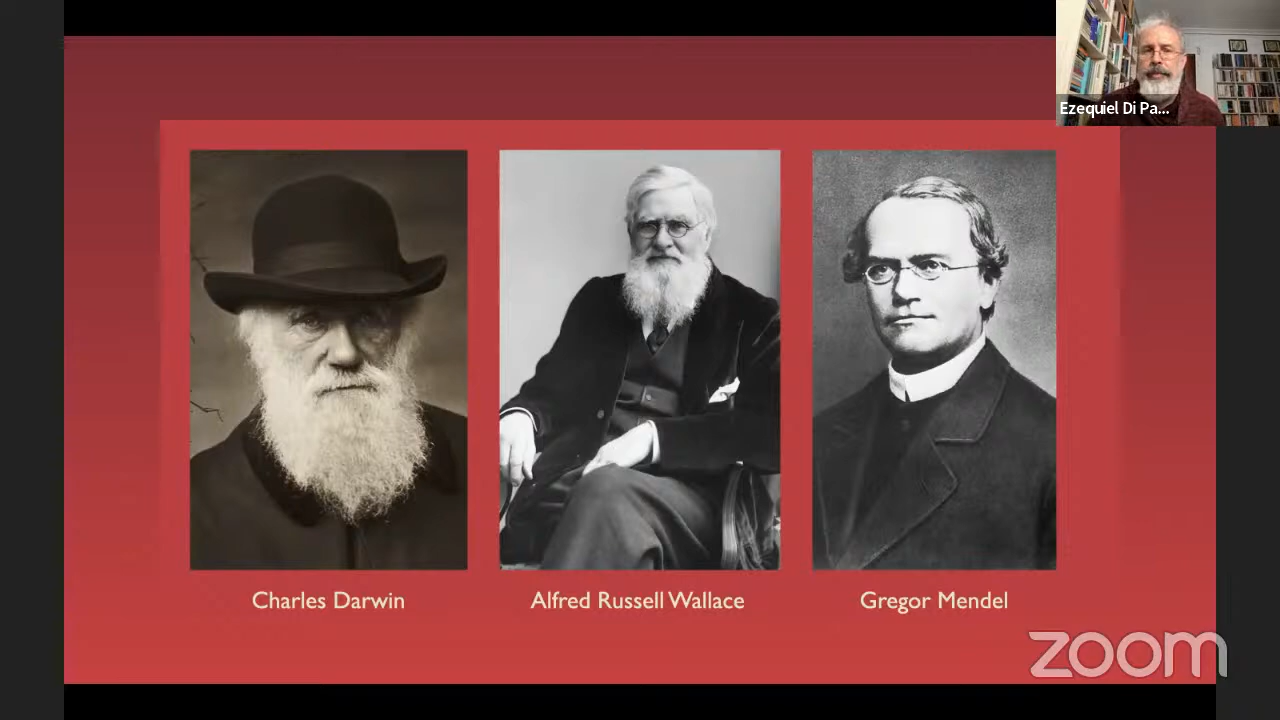 Ezequiel Di Pa...
Charles Darwin
Alfred Russell Wallace
Gregor Mendel
zoom